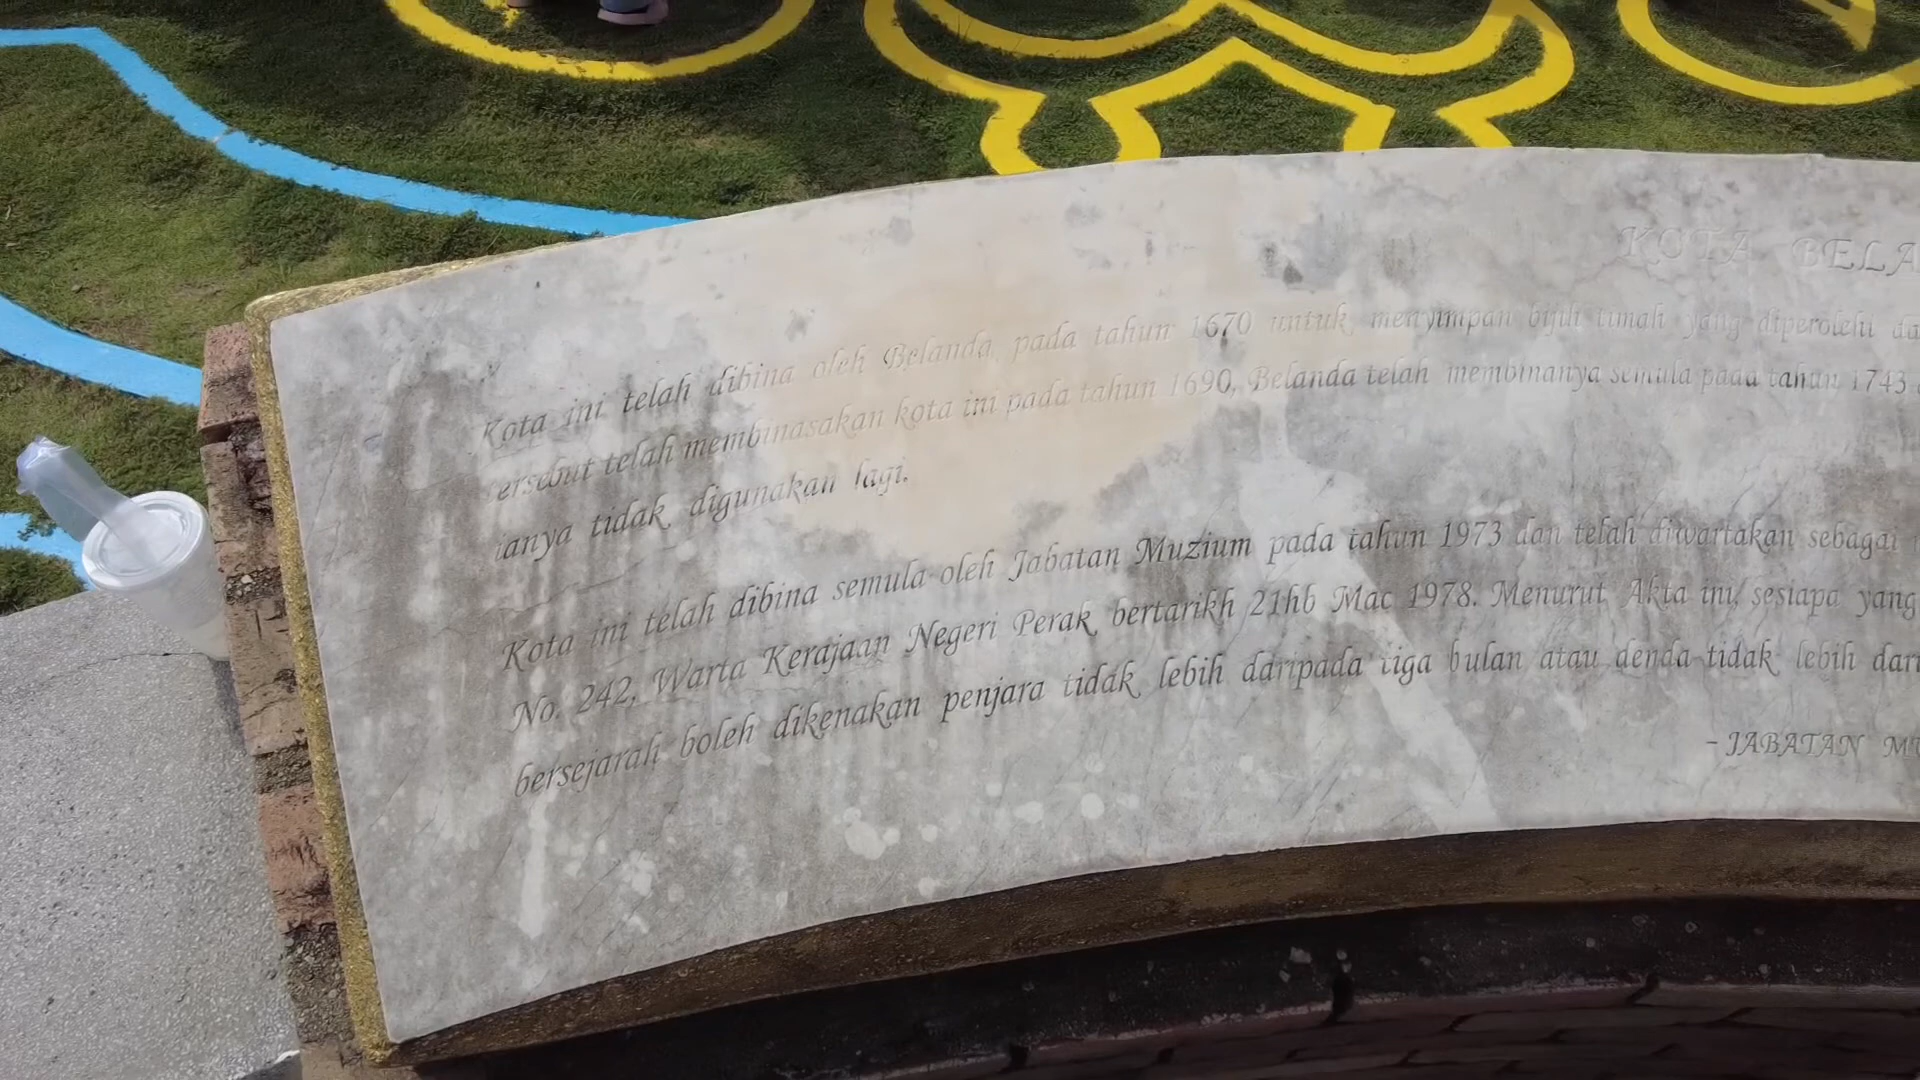 KOTA BELA
Kota ini telah dibina oleh Belanda pada tahun 1670 untuk menyimpan bijih timah yang diperolehi da
tersebut telah membinasakan kota ini pada tahun 1690, Belanda telah membinanya semula pada tahun 1743
ianya tidak digunakan lagi.
Kota ini telah dibina semula oleh Jabatan Muzium pada tahun 1973 dan telah diwartakan sebagai
No. 242, Warta Kerajaan Negeri Perak bertarikh 21hb Mac 1978. Menurut Akta ini, sesiapa yang
bersejarah boleh dikenakan penjara tidak lebih daripada tiga bulan atau denda tidak lebih dari
- JABATAN MU